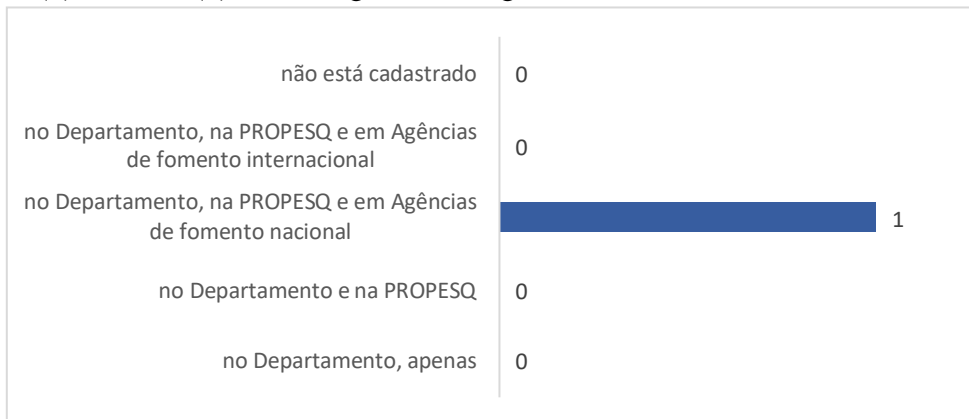 não está cadastrado
0
no Departamento, na PROPESQ e em Agências
de fomento internacional
0
no Departamento, na PROPESQ e em Agências
de fomento nacional
1
no Departamento e na PROPESQ
0
no Departamento, apenas
0